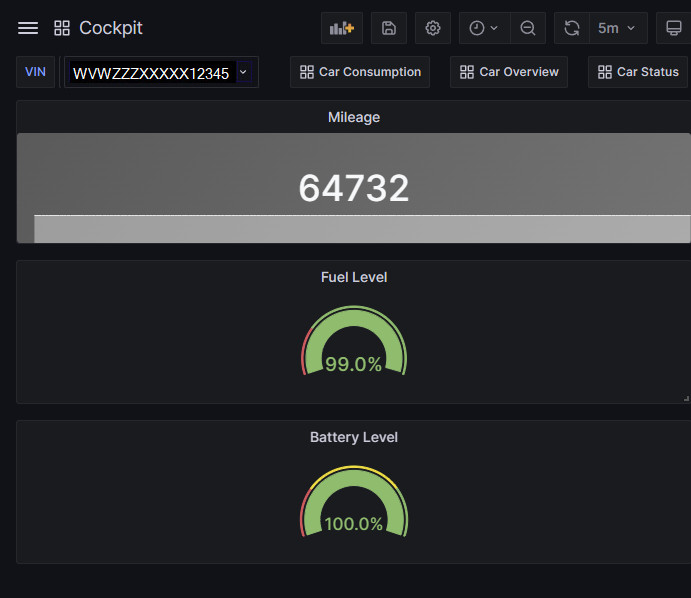 Cockpit
5m
VIN WVWZZZXXXXX12345 Car Consumption Car Overview Car Status
Mileage
64732
Fuel Level
99.0%
Battery Level
100.0%